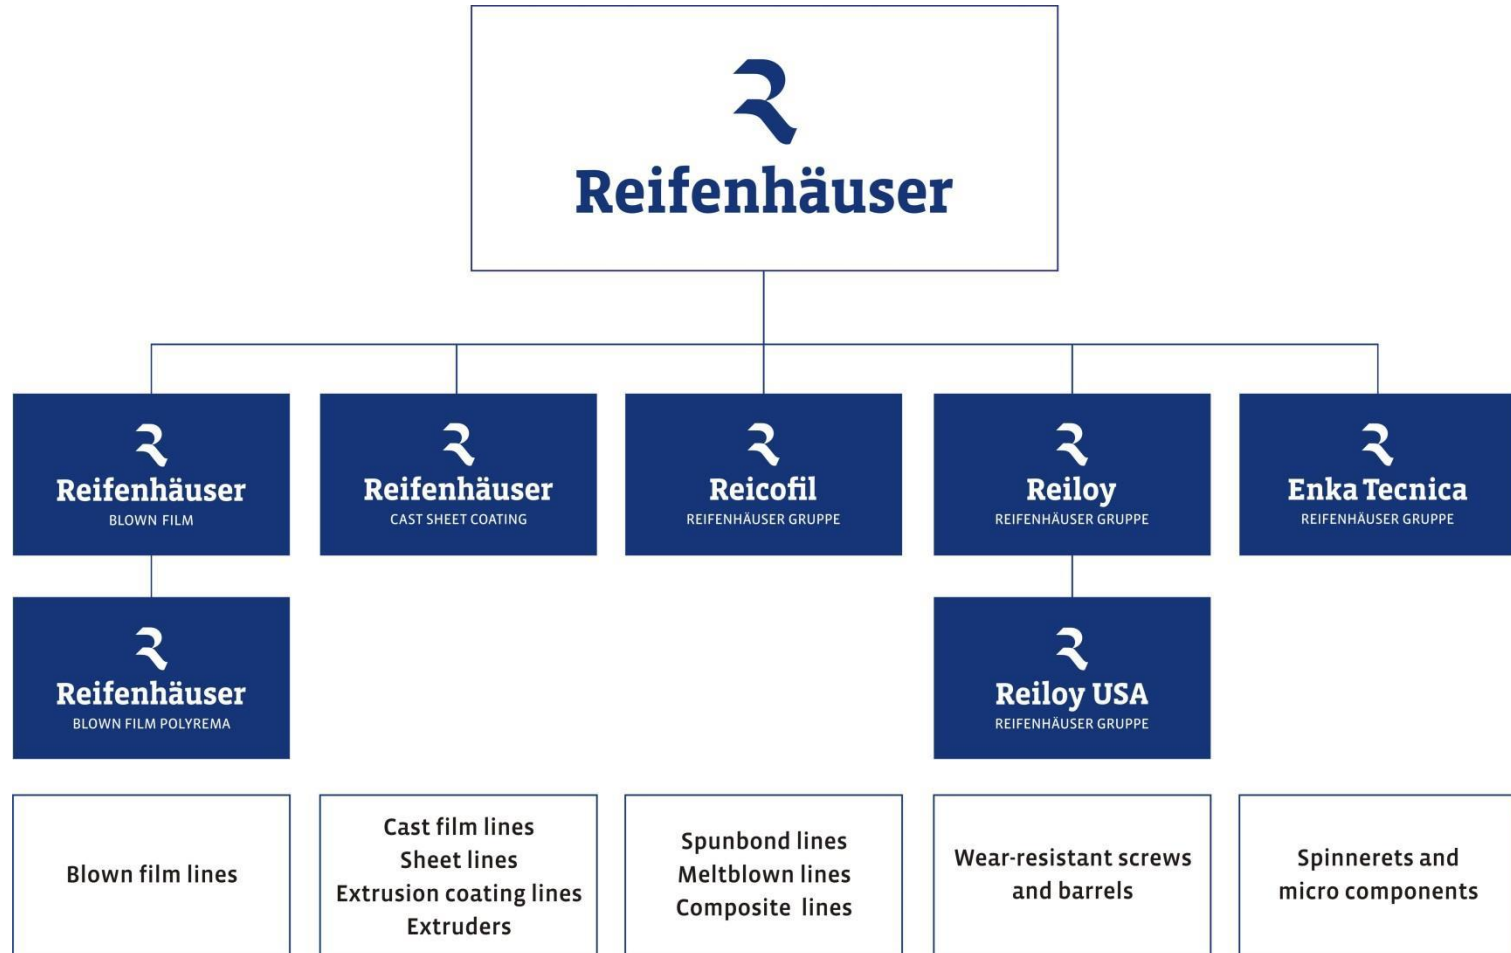 Reifenhäuser
Reifenhäuser
BLOWN FILM
Reifenhäuser
CAST SHEET COATING
Reicofil
REIFENHÄUSER GRUPPE
Reiloy
REIFENHÄUSER GRUPPE
Enka Tecnica
REIFENHÄUSER GRUPPE
Reifenhäuser
BLOWN FILM POLYREMA
Reiloy USA
REIFENHÄUSER GRUPPE
Blown film lines
Cast film lines
Sheet lines
Extrusion coating lines
Extruders
Spunbond lines
Meltblown lines
Composite lines
Wear-resistant screws
and barrels
Spinnerets and
micro components